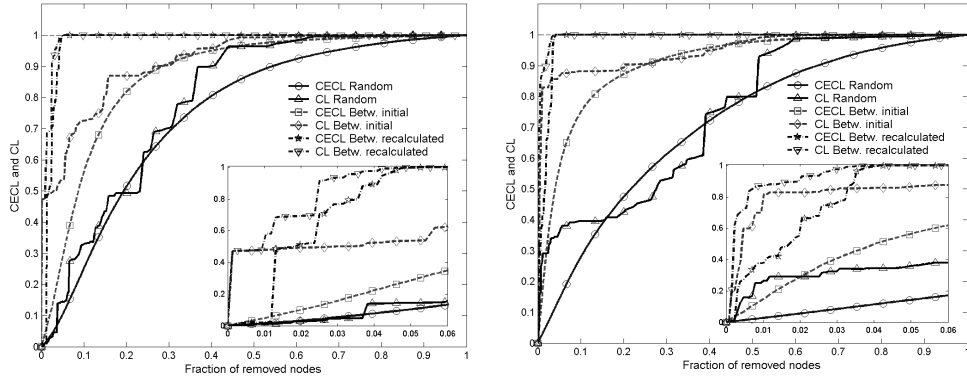 CECL and CL
1
0.9
0.8
0.7
0.6
0.5
0.4
0.3
0.2
0.1
0
0 0.1 0.2 0.3 0.4 0.5 0.6 0.7 0.8 0.9 1
Fraction of removed nodes
CECL Random
CL Random
CECL Betw. initial
CL Betw. initial
CECL Betw. recalculated
CL Betw. recalculated
1
0.8
0.6
0.4
0.2
0
0 0.01 0.02 0.03 0.04 0.05 0.06
CECL and CL
1
0.9
0.8
0.7
0.6
0.5
0.4
0.3
0.2
0.1
0
0 0.1 0.2 0.3 0.4 0.5 0.6 0.7 0.8 0.9 1
Fraction of removed nodes
CECL Random
CL Random
CECL Betw. initial
CL Betw. initial
CECL Betw. recalculated
CL Betw. recalculated
1
0.8
0.6
0.4
0.2
0
0 0.01 0.02 0.03 0.04 0.05 0.06